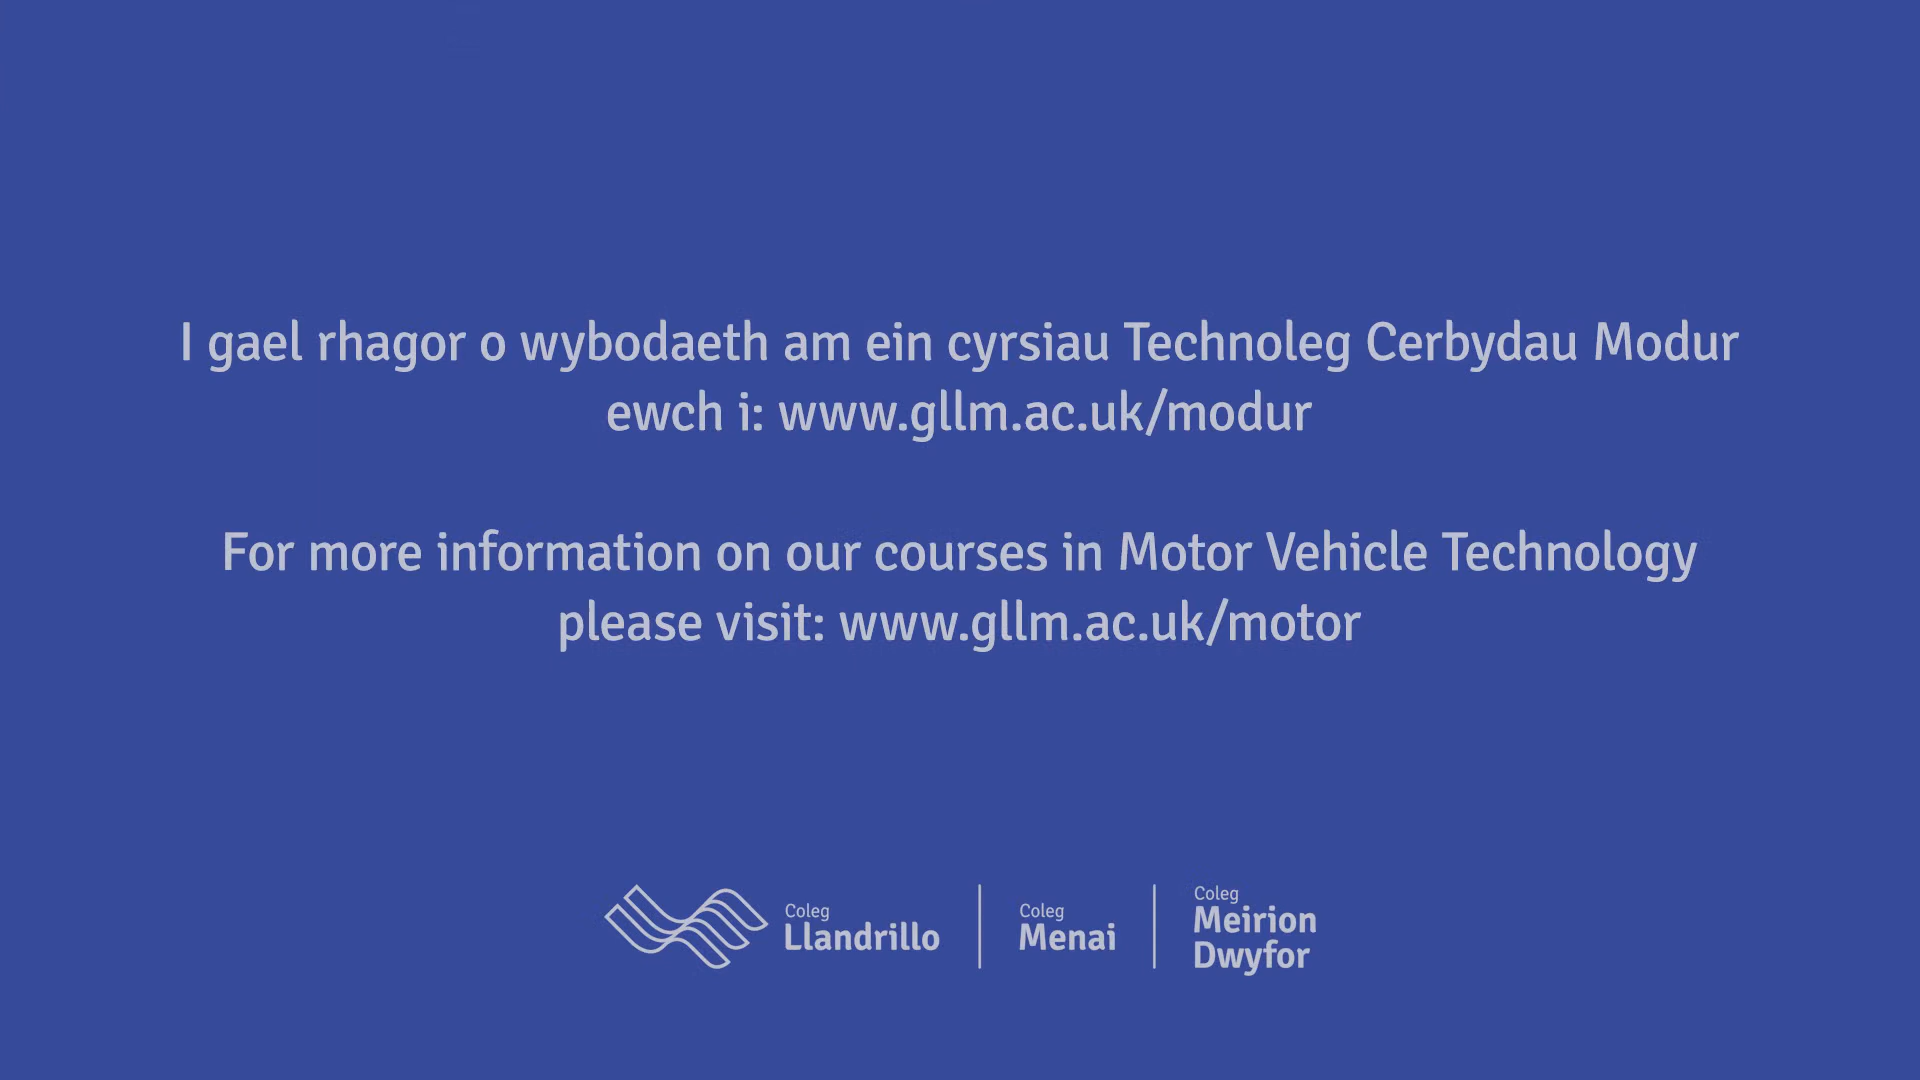 I gael rhagor o wybodaeth am ein cyrsiau Technoleg Cerbydau Modur
ewch i: www.gllm.ac.uk/modur
For more information on our courses in Motor Vehicle Technology
please visit: www.gllm.ac.uk/motor
Coleg
Llandrillo
Coleg
Menai
Coleg
Meirion
Dwyfor